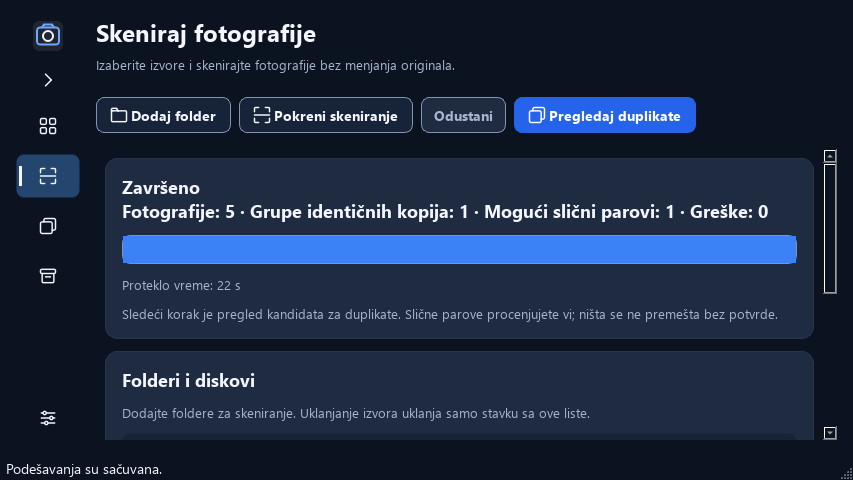 Skeniraj fotografije
Izaberite izvore i skenirajte fotografije bez menjanja originala.
Dodaj folder
Pokreni skeniranje
Odustani
Pregledaj duplikate
Završeno
Fotografije: 5 · Grupe identičnih kopija: 1 · Mogući slični parovi: 1 · Greške: 0
Proteklo vreme: 22 s
Sledeći korak je pregled kandidata za duplikate. Slične parove procenjujete vi; ništa se ne premešta bez potvrde.
Folderi i diskovi
Dodajte foldere za skeniranje. Uklanjanje izvora uklanja samo stavku sa ove liste.
Podešavanja su sačuvana.